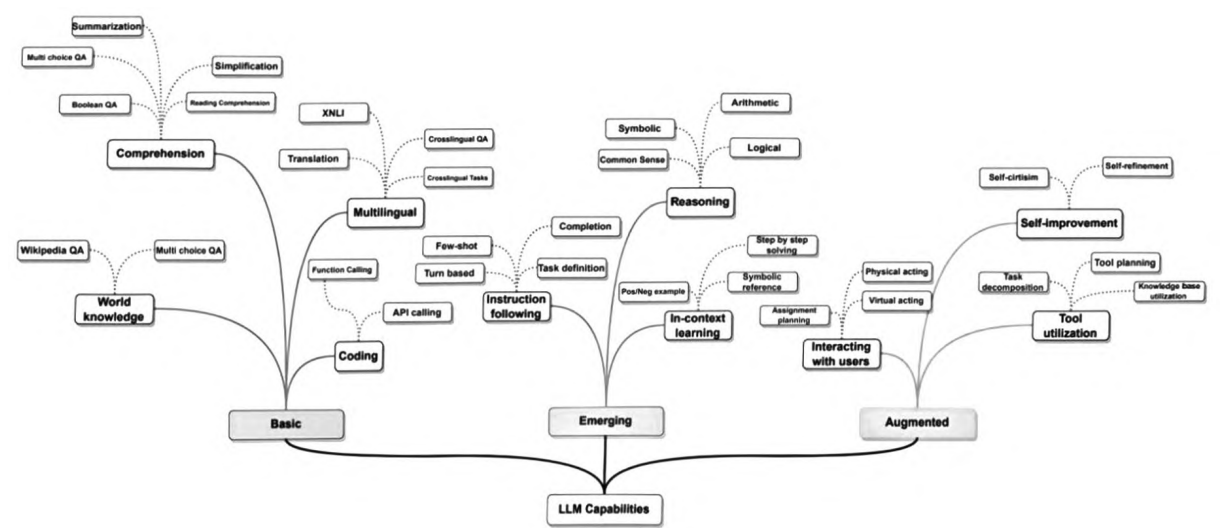 Summarization
Multi choice QA
Simplification
Boolean QA
Reading Comprehension
Comprehension
XNLI
Crosslingual QA
Translation
Crosslingual Tasks
Multilingual
Wikipedia QA
Multi choice QA
World
knowledge
Function Calling
API calling
Coding
Basic
Arithmetic
Symbolic
Logical
Common Sense
Reasoning
Completion
Few-shot
Turn based
Task definition
Instruction
following
Step by step
solving
Symbolic
reference
Pos/Neg example
In-context
learning
Emerging
Self-refinement
Self-cirtisim
Self-improvement
Physical acting
Virtual acting
Assignment
planning
Interacting
with users
Tool planning
Task
decomposition
Knowledge base
utilization
Tool
utilization
Augmented
LLM Capabilities